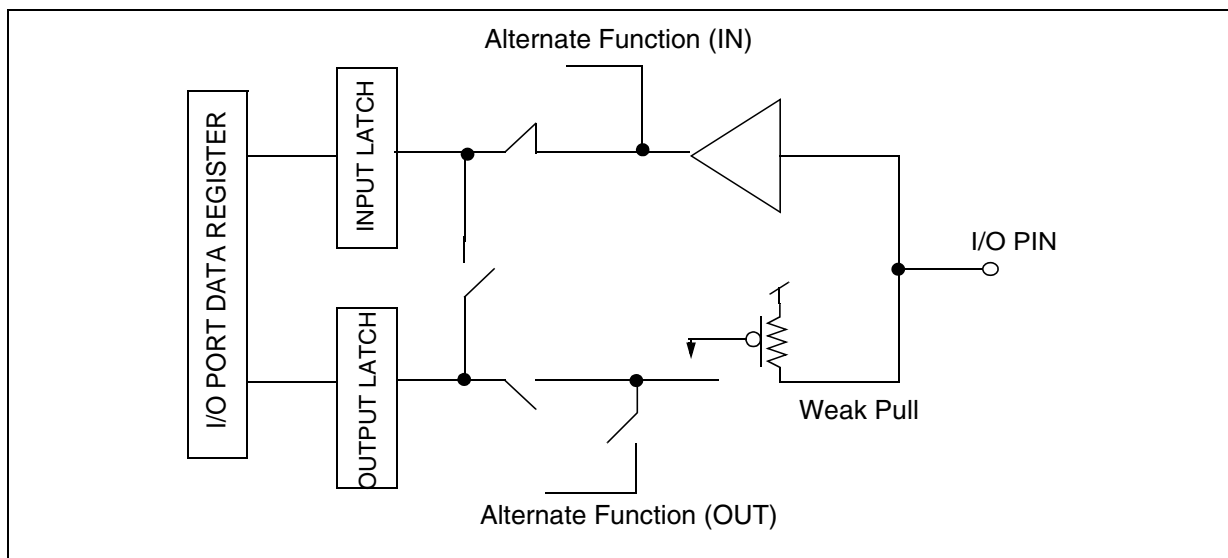 Alternate Function (IN)
I/O PORT DATA REGISTER
INPUT LATCH
I/O PIN
OUTPUT LATCH
Weak Pull
Alternate Function (OUT)